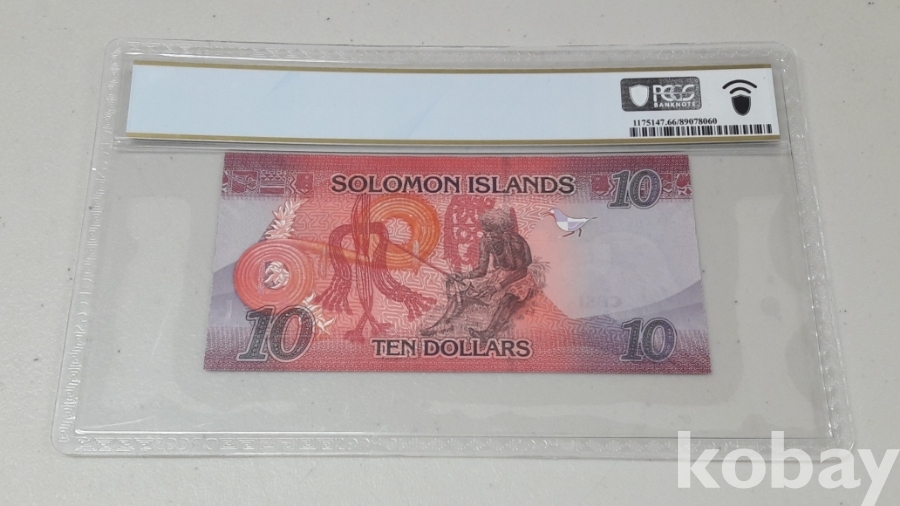 PCGS
BANKNOTE
1175147.66/89078060
SOLOMON ISLANDS
10
10
TEN DOLLARS
10
kobay